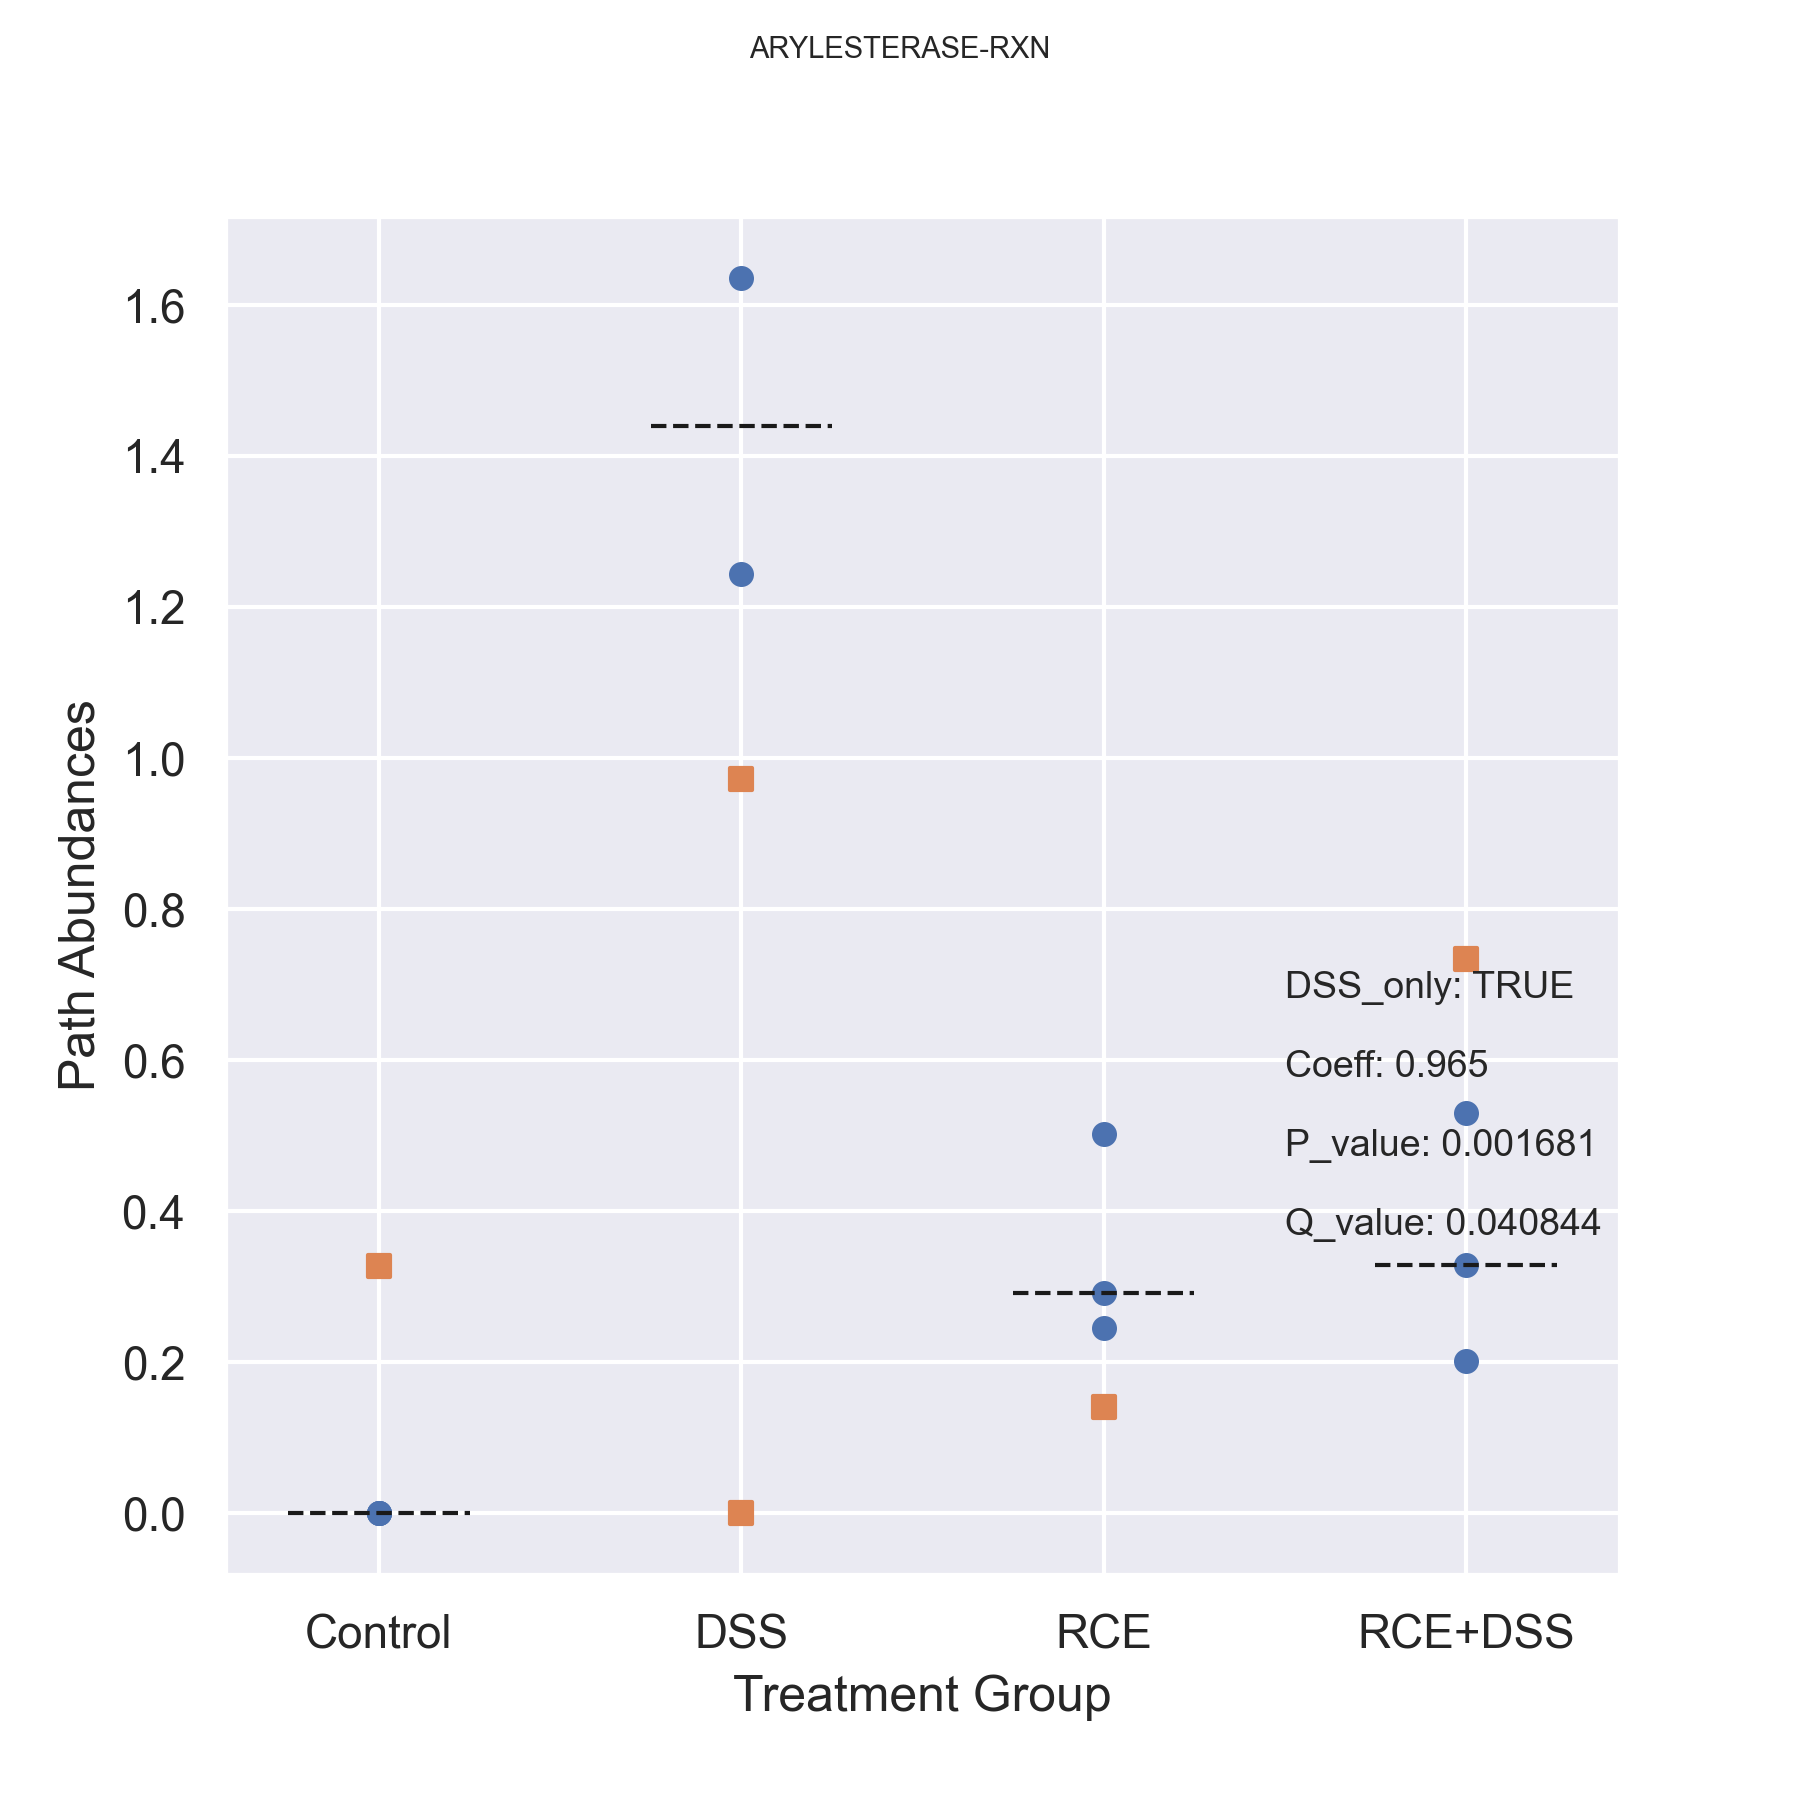 ARYLESTERASE-RXN
1.6
1.4
1.2
1.0
0.8
0.6
0.4
0.2
0.0
Path Abundances
DSS_only: TRUE
Coeff: 0.965
P_value: 0.001681
Q_value: 0.040844
Control DSS RCE RCE+DSS
Treatment Group